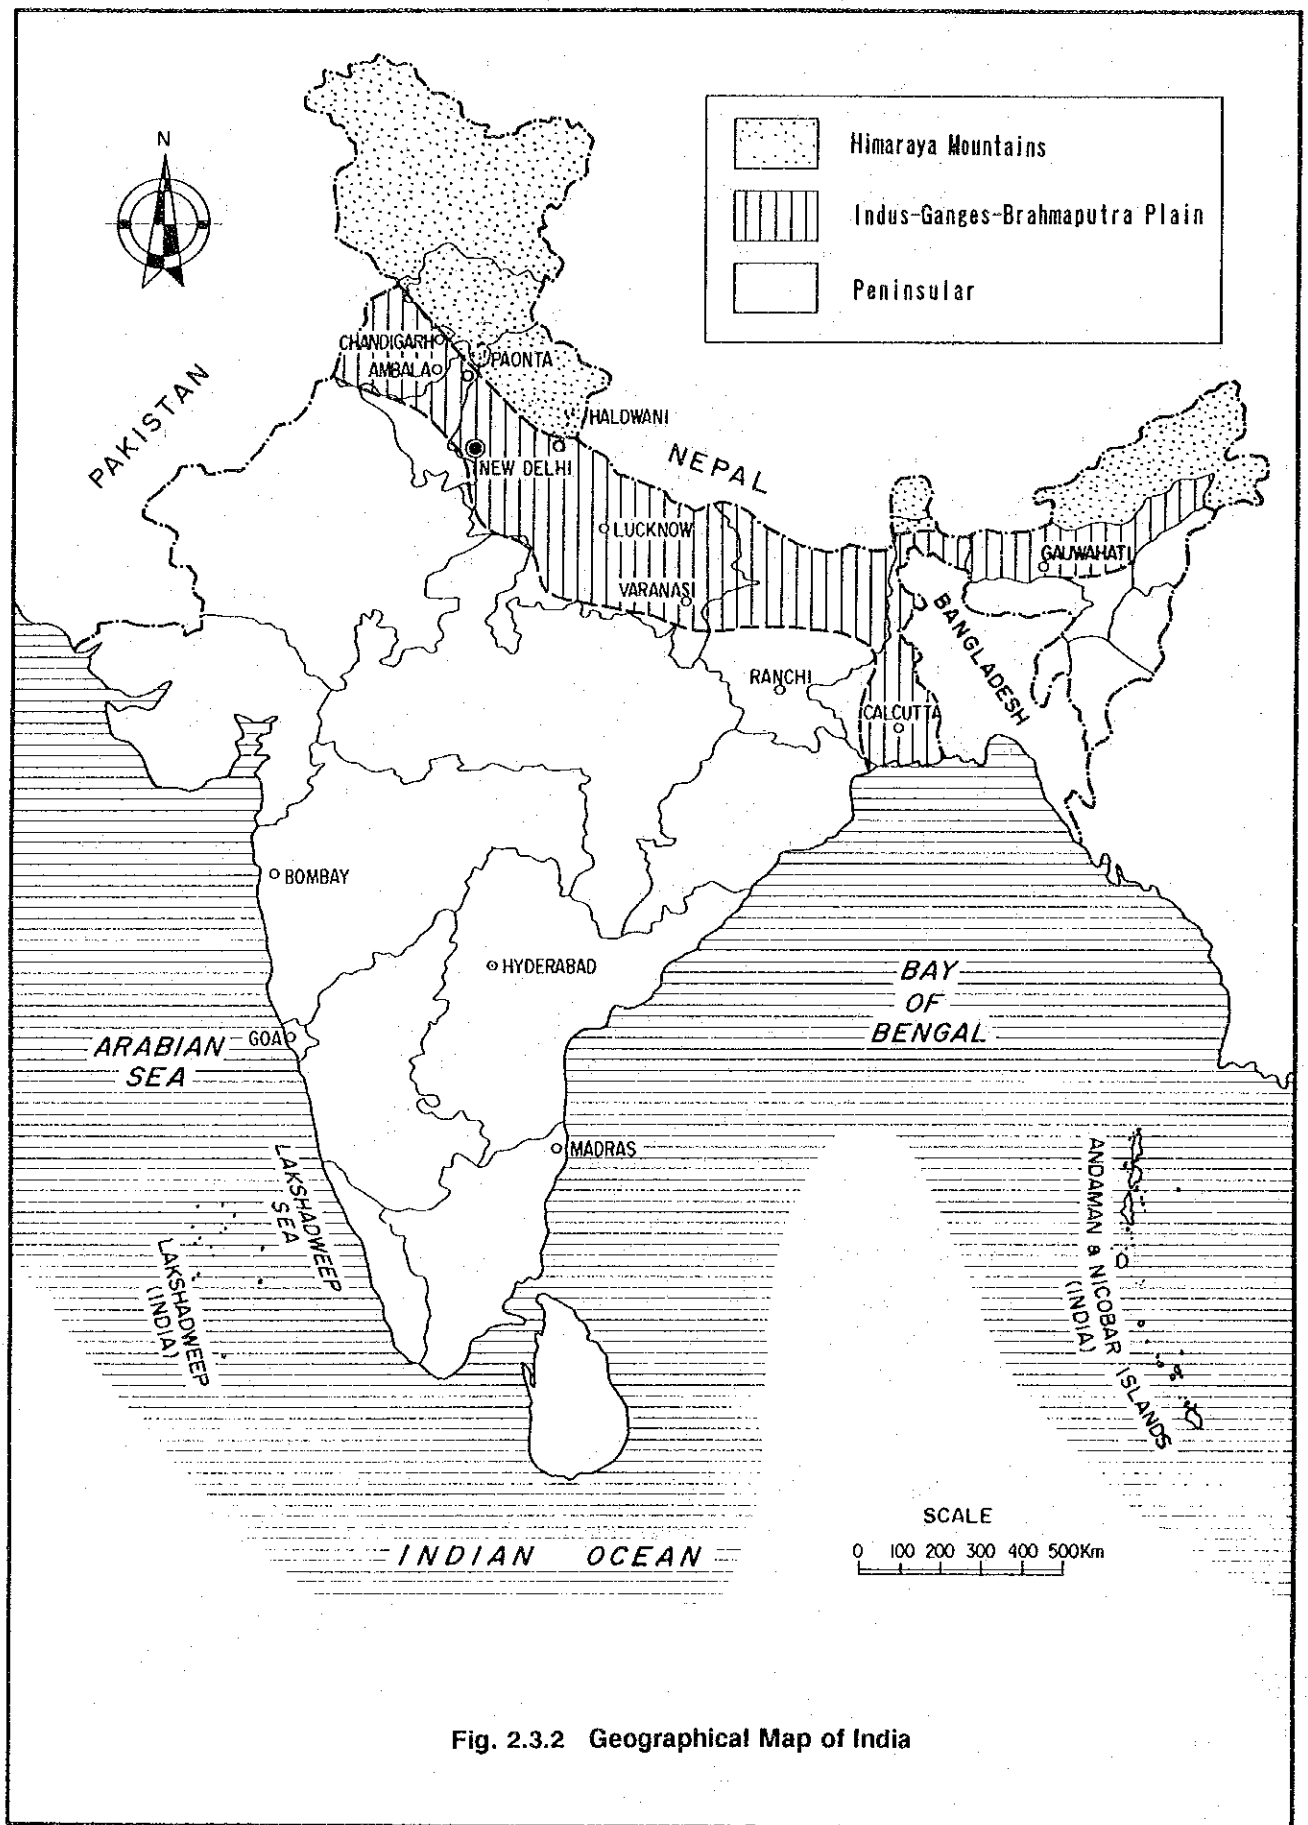 N
Himaraya Mountains
Indus-Ganges-Brahmaputra Plain
Peninsular
CHANDIGARH
AMBALA
PAONTA
PAKISTAN
HALDWANI
NEW DELHI
NEPAL
LUCKNOW
GAUWAHATI
VARANASI
BANGLADESH
RANCHI
CALCUTTA
BOMBAY
HYDERABAD
BAY
OF
BENGAL
GOA
ARABIAN
SEA
MADRAS
LAKSHADWEEP
SEA
LAKSHADWEEP
(INDIA)
ANDAMAN & NICOBAR ISLANDS
(INDIA)
SCALE
0 100 200 300 400 500Km
INDIAN OCEAN
Fig. 2.3.2 Geographical Map of India